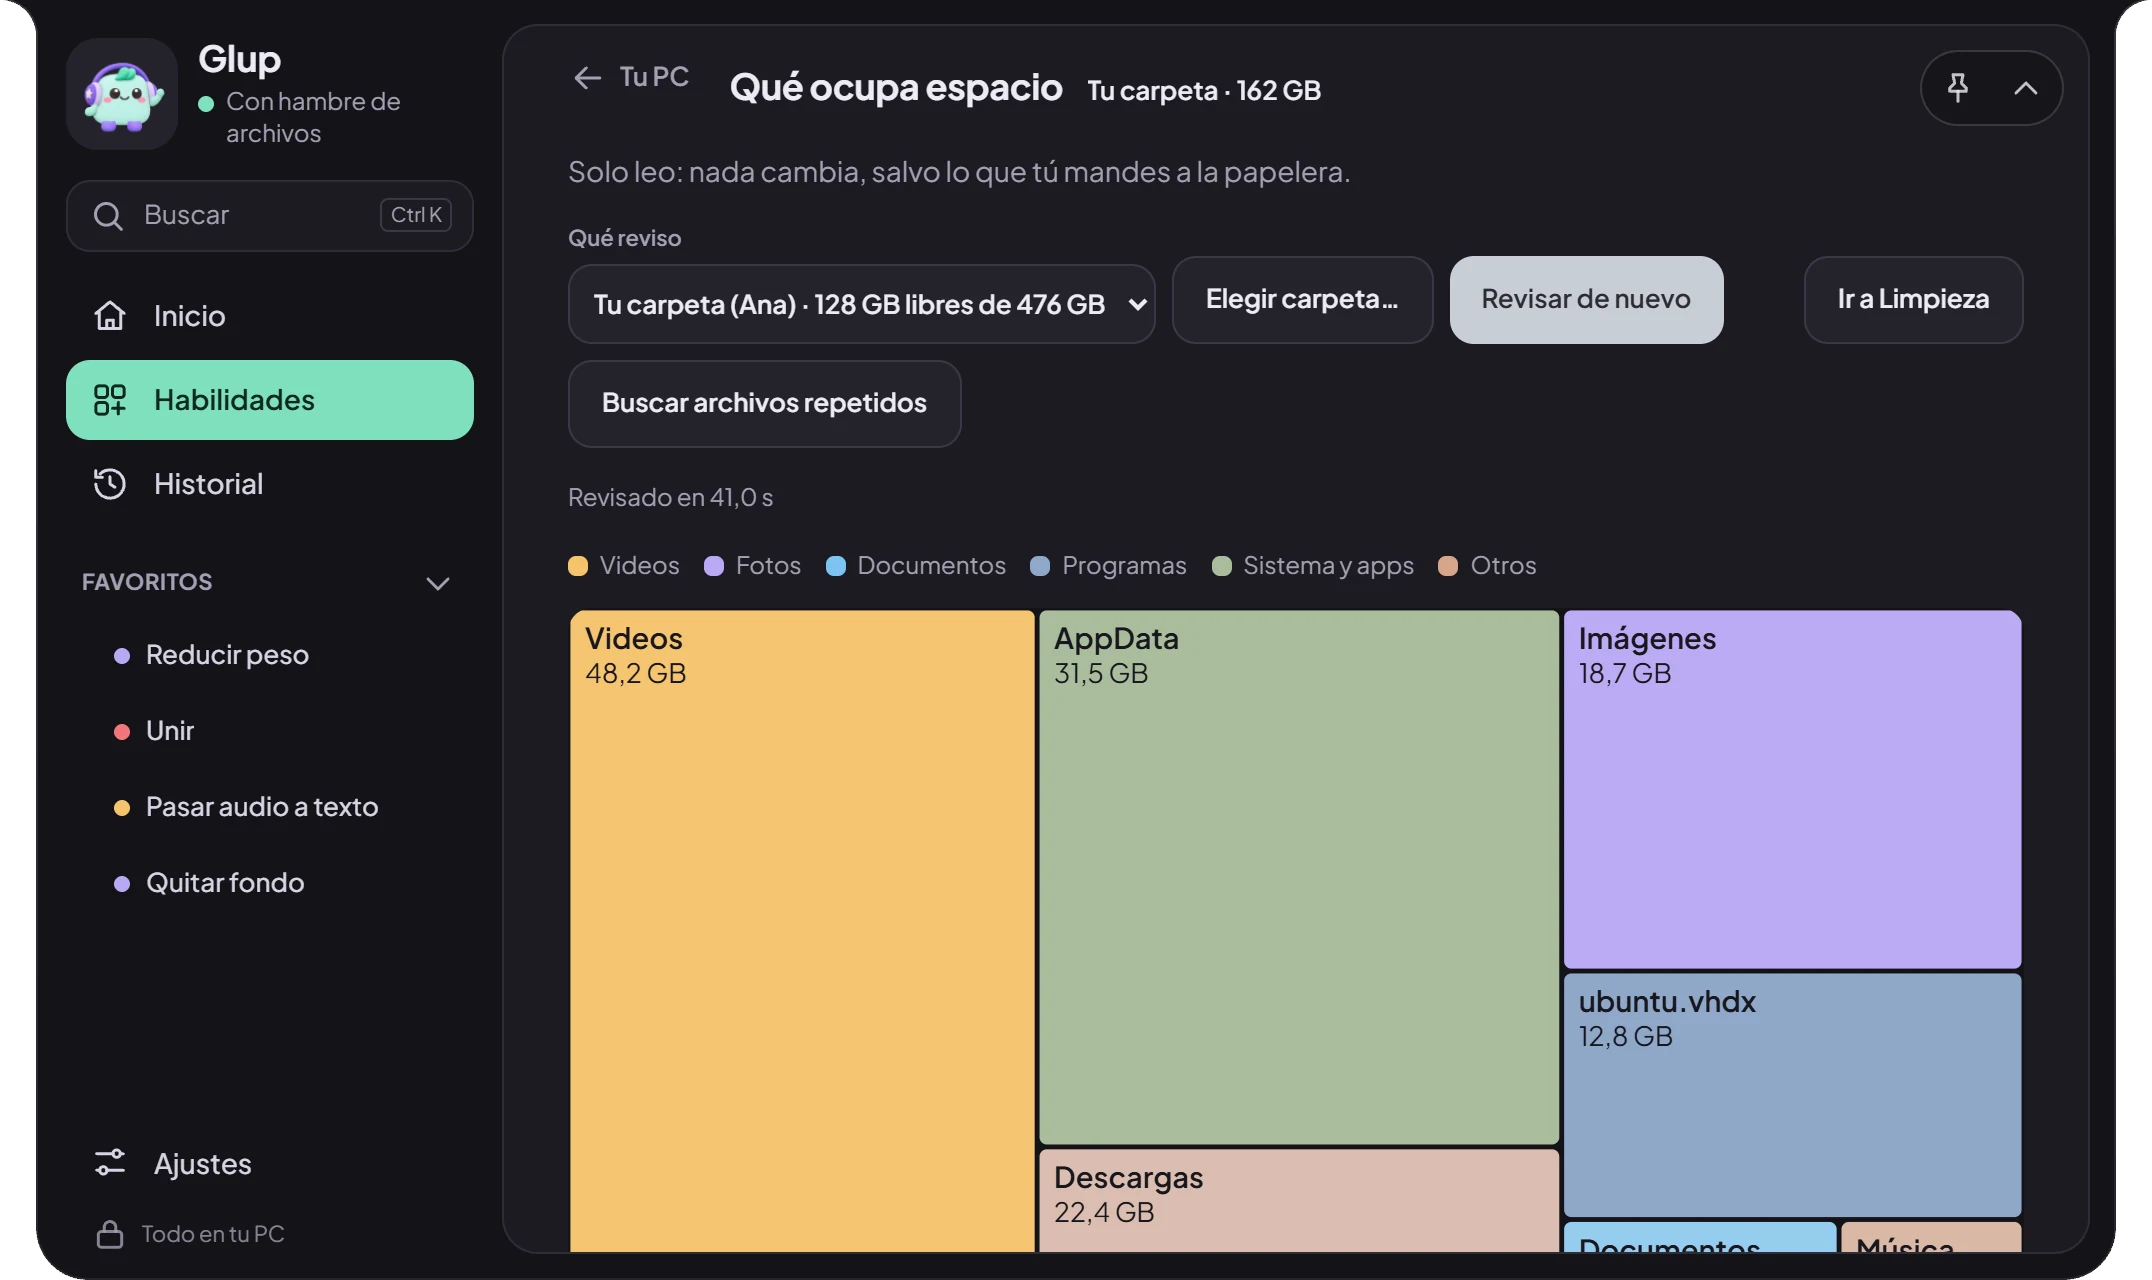 Glup
Con hambre de
archivos
Buscar
Ctrl K
Inicio
Habilidades
Historial
FAVORITOS
Reducir peso
Unir
Pasar audio a texto
Quitar fondo
Ajustes
Todo en tu PC
Tu PC
Qué ocupa espacio
Tu carpeta · 162 GB
Solo leo: nada cambia, salvo lo que tú mandes a la papelera.
Qué reviso
Tu carpeta (Ana) · 128 GB libres de 476 GB
Elegir carpeta...
Revisar de nuevo
Ir a Limpieza
Buscar archivos repetidos
Revisado en 41,0 s
Videos
Fotos
Documentos
Programas
Sistema y apps
Otros
Videos
48,2 GB
AppData
31,5 GB
Imágenes
18,7 GB
ubuntu.vhdx
12,8 GB
Descargas
22,4 GB
Documentos
Música